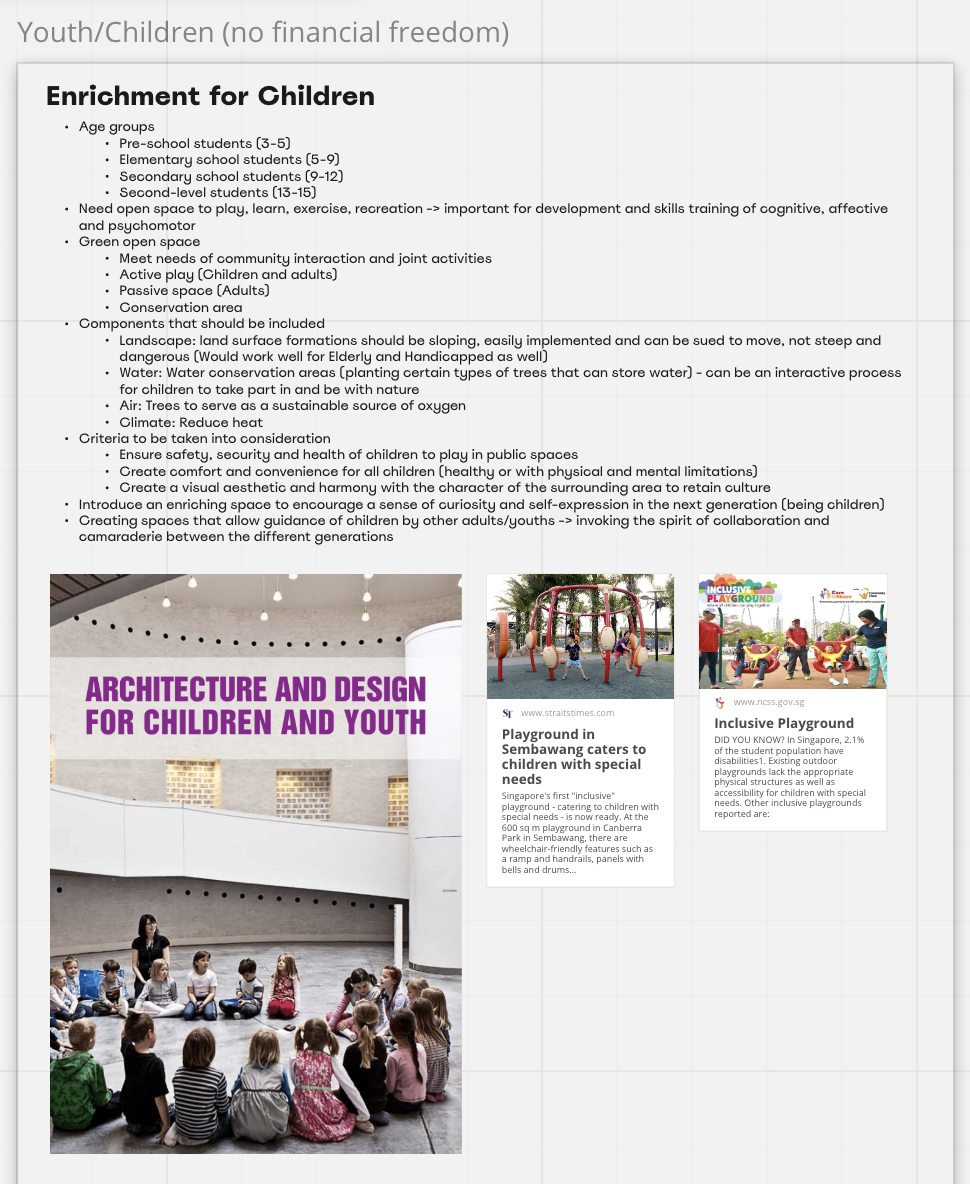 Youth/Children (no financial freedom)
Enrichment for Children
• Age groups
• Pre-school students (3-5)
• Elementary school students (5-9)
• Secondary school students (9-12)
• Second-level students (13-15)
• Need open space to play, learn, exercise, recreation -> important for development and skills training of cognitive, affective
and psychomotor
• Green open space
• Meet needs of community interaction and joint activities
• Active play (Children and adults)
• Passive space (Adults)
• Conservation area
• Components that should be included
• Landscape: land surface formations should be sloping, easily implemented and can be sued to move, not steep and
dangerous (Would work well for Elderly and Handicapped as well)
• Water: Water conservation areas (planting certain types of trees that can store water) - can be an interactive process
for children to take part in and be with nature
• Air: Trees to serve as a sustainable source of oxygen
• Climate: Reduce heat
• Criteria to be taken into consideration
• Ensure safety, security and health of children to play in public spaces
• Create comfort and convenience for all children (healthy or with physical and mental limitations)
• Create a visual aesthetic and harmony with the character of the surrounding area to retain culture
• Introduce an enriching space to encourage a sense of curiosity and self-expression in the next generation (being children)
• Creating spaces that allow guidance of children by other adults/youths -> invoking the spirit of collaboration and
camaraderie between the different generations
ARCHITECTURE AND DESIGN
FOR CHILDREN AND YOUTH
ST www.straitstimes.com
Playground in
Sembawang caters to
children with special
needs
Singapore's first "inclusive"
playground - catering to children with
special needs - is now ready. At the
600 sq m playground in Canberra
Park in Sembawang, there are
wheelchair-friendly features such as
a ramp and handrails, panels with
bells and drums...
INCLUSIVE
PLAYGROUND
where all children can play together
Care
Share
Community
Chest
www.ncss.gov.sg
Inclusive Playground
DID YOU KNOW? In Singapore, 2.1%
of the student population have
disabilities1. Existing outdoor
playgrounds lack the appropriate
physical structures as well as
accessibility for children with special
needs. Other inclusive playgrounds
reported are: